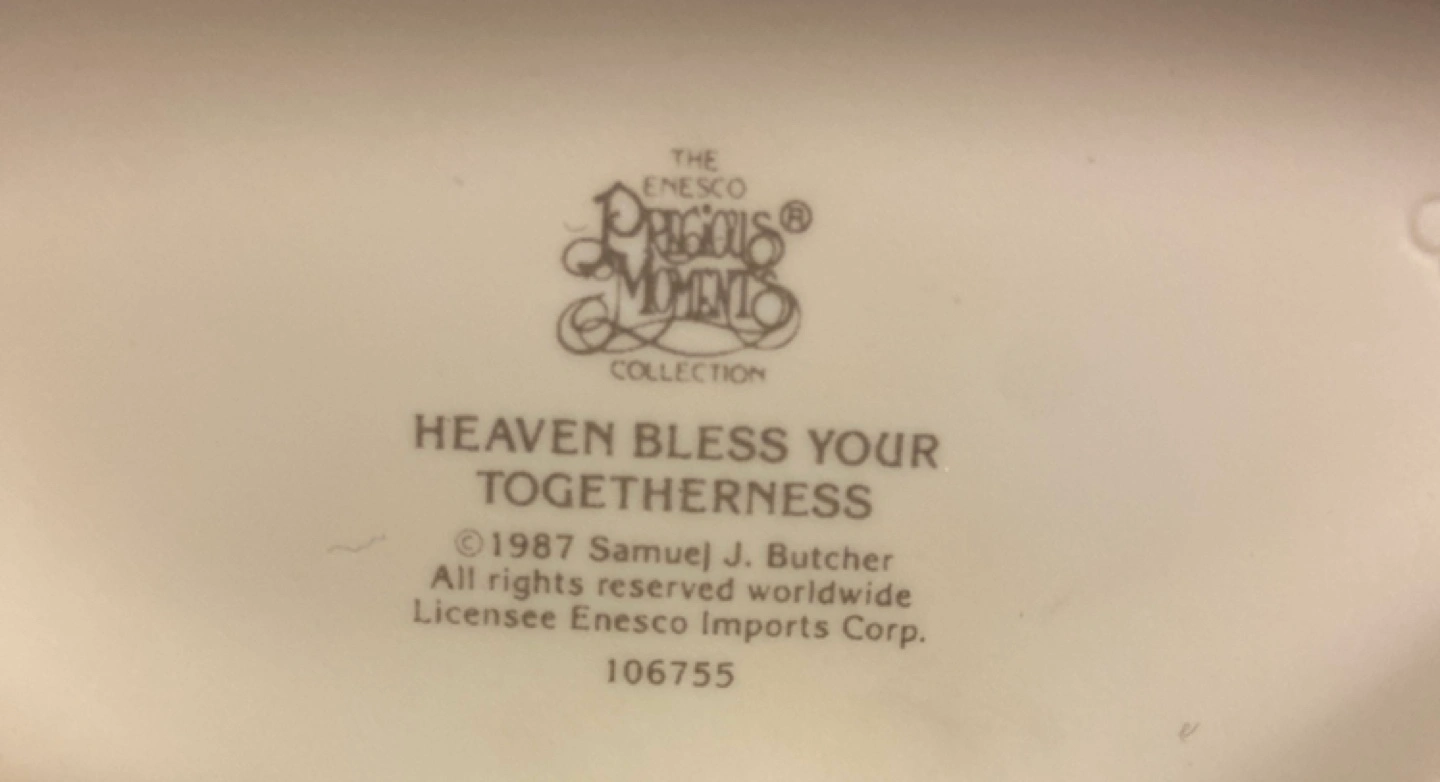 THE
ENESCO
PRECIOUS®
MOMENTS
COLLECTION
HEAVEN BLESS YOUR
TOGETHERNESS
©1987 Samuel J. Butcher
All rights reserved worldwide
Licensee Enesco Imports Corp.
106755